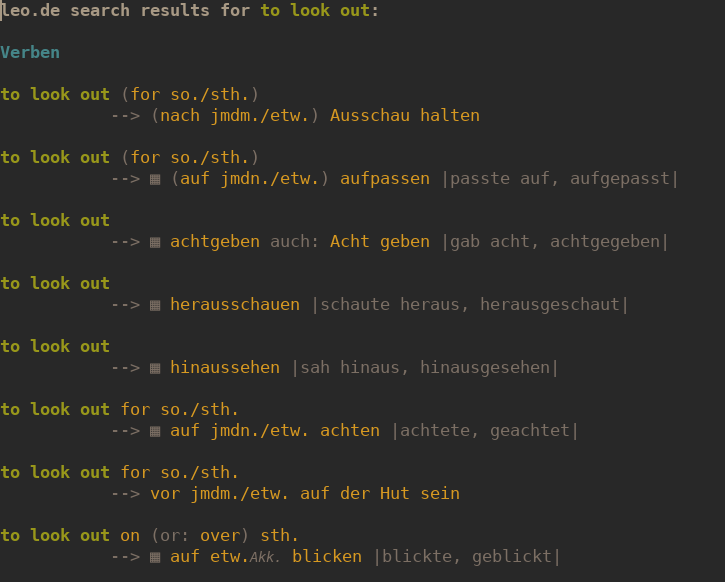 leo.de search results for to look out:
Verben
to look out (for so./sth.)
--> (nach jmdm./etw.) Ausschau halten
to look out (for so./sth.)
--> ▦ (auf jmdn./etw.) aufpassen |passte auf, aufgepasst|
to look out
--> ▦ achtgeben auch: Acht geben |gab acht, achtgegeben|
to look out
--> ▦ herausschauen |schaute heraus, herausgeschaut|
to look out
--> ▦ hinaussehen |sah hinaus, hinausgesehen|
to look out for so./sth.
--> ▦ auf jmdn./etw. achten |achtete, geachtet|
to look out for so./sth.
--> vor jmdm./etw. auf der Hut sein
to look out on (or: over) sth.
--> ▦ auf etw.Akk. blicken |blickte, geblickt|